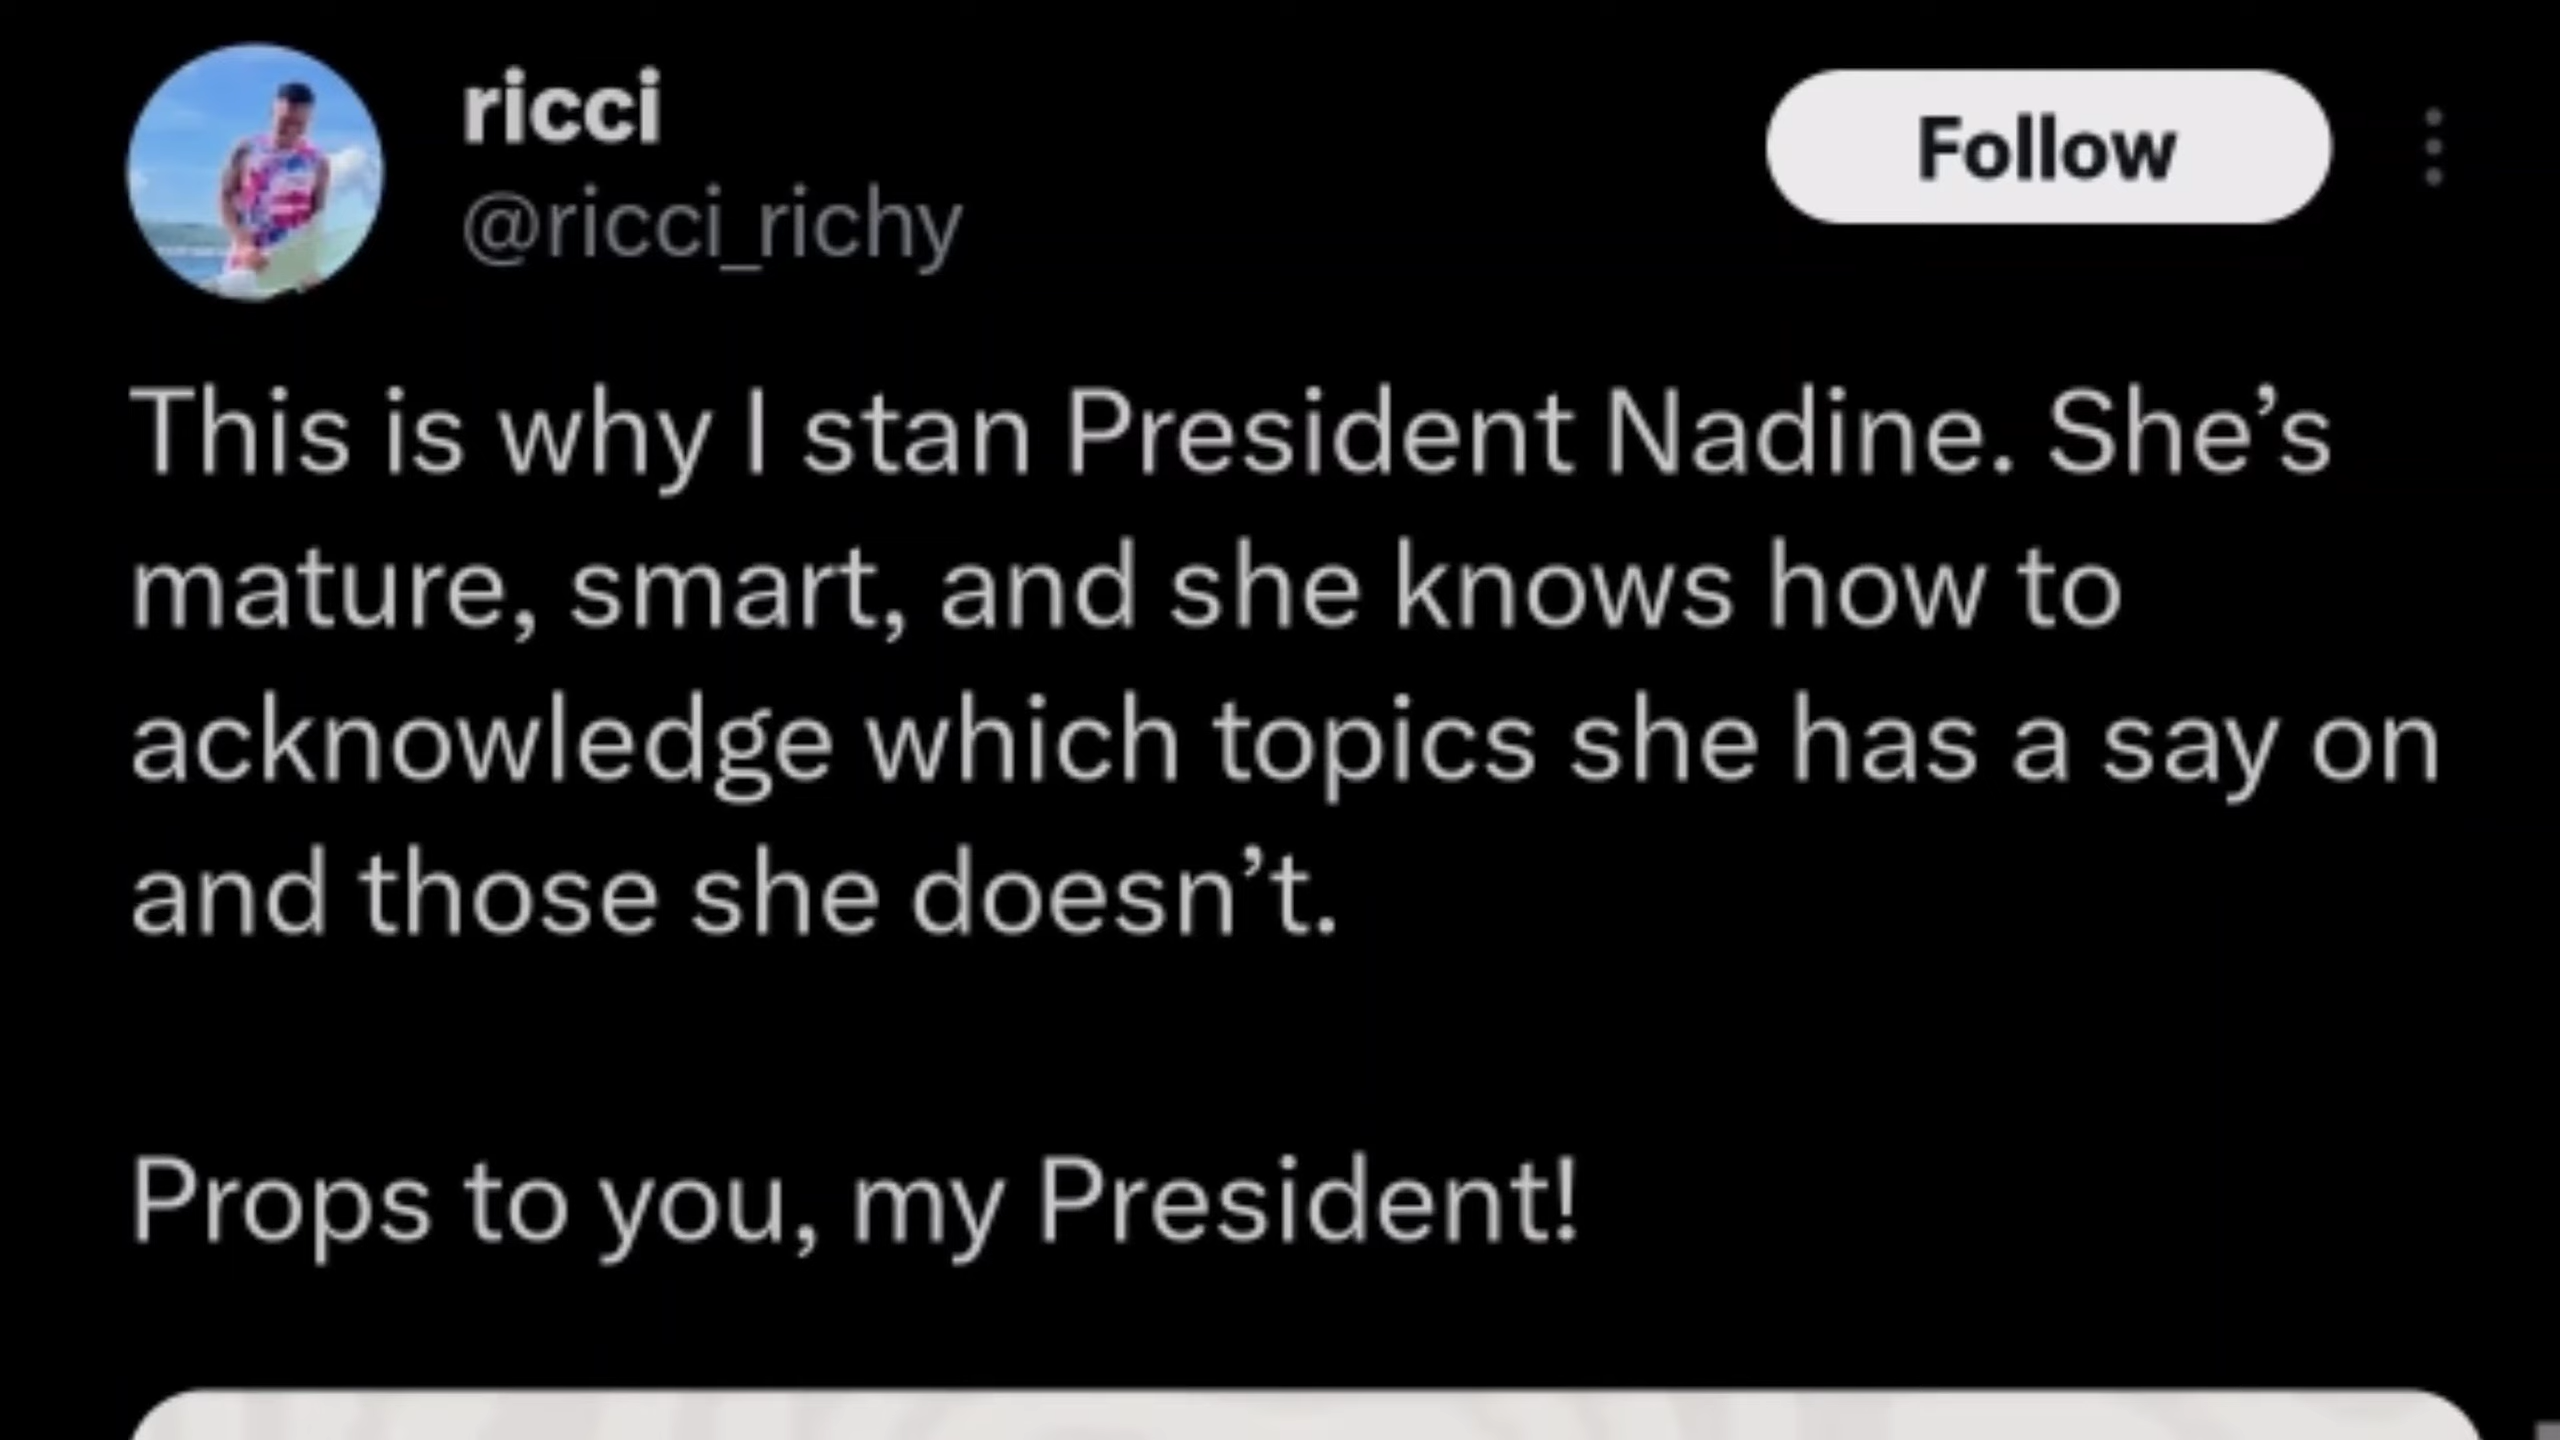 ricci
@ricci_richy
Follow
This is why I stan President Nadine. She’s
mature, smart, and she knows how to
acknowledge which topics she has a say on
and those she doesn’t.
Props to you, my President!